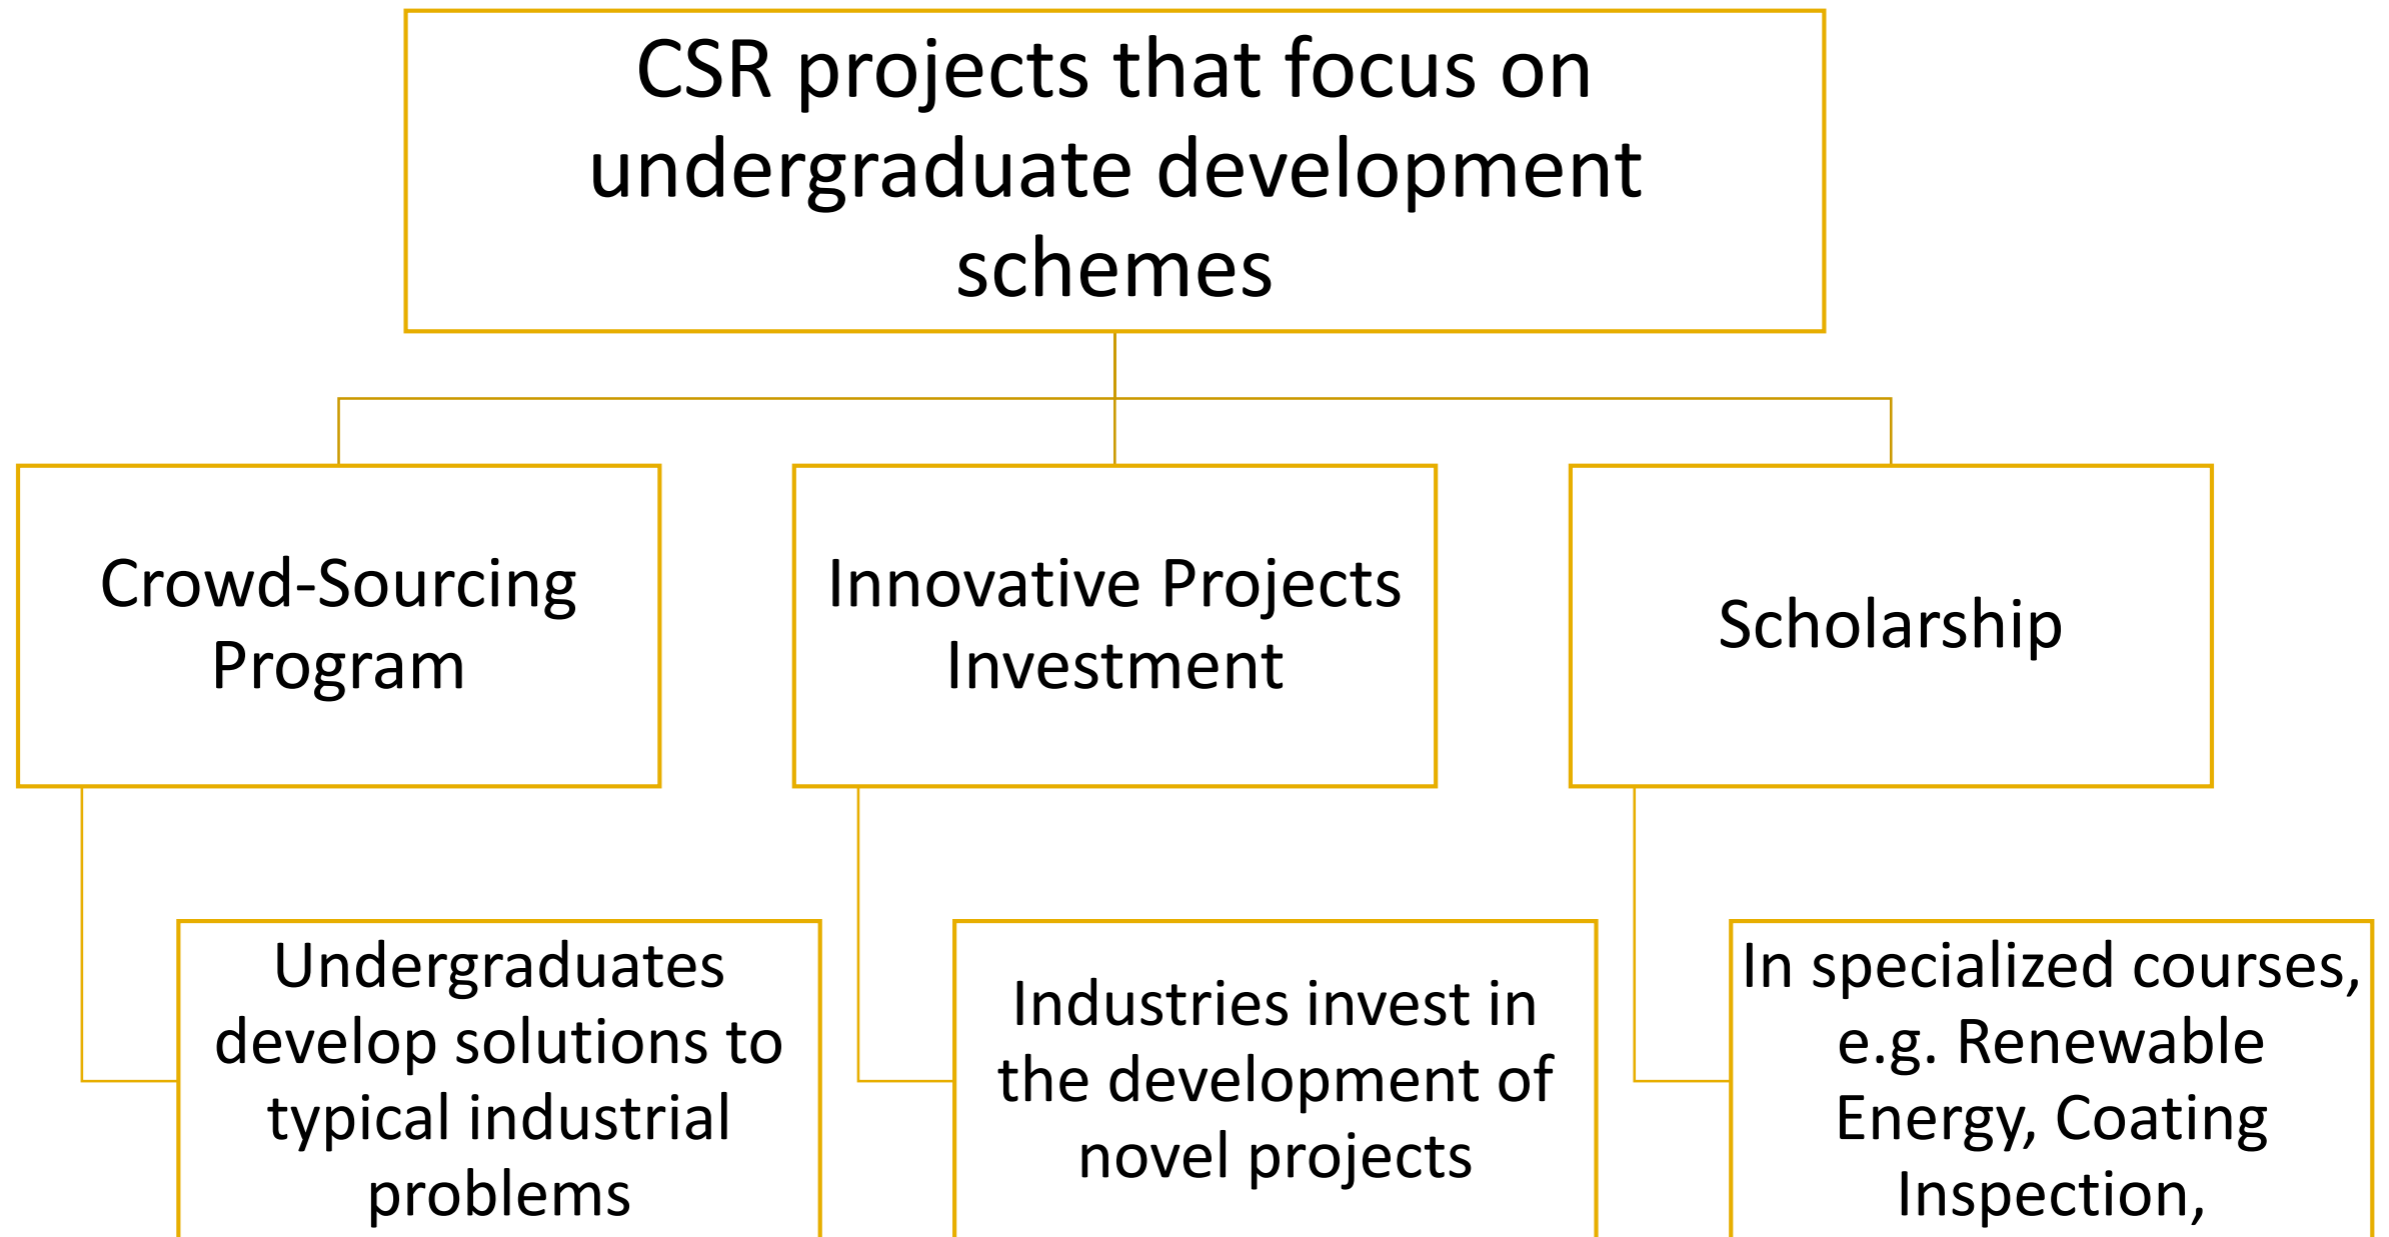 CSR projects that focus on
undergraduate development
schemes
Crowd-Sourcing
Program
Innovative Projects
Investment
Scholarship
Undergraduates
develop solutions to
typical industrial
problems
Industries invest in
the development of
novel projects
In specialized courses,
e.g. Renewable
Energy, Coating
Inspection,